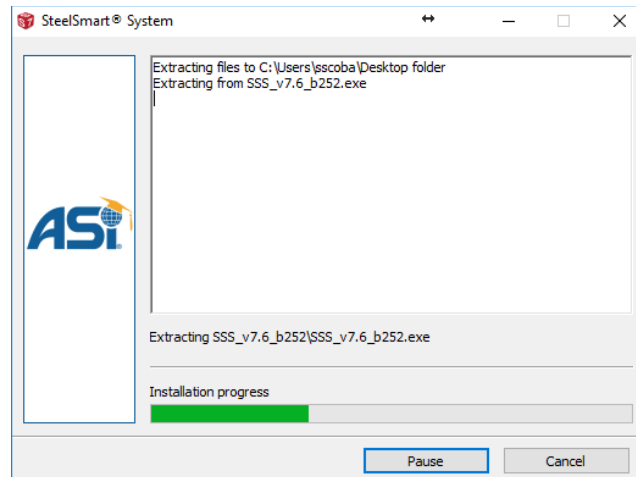 SteelSmart® System
Extracting files to C:\Users\sscoba\Desktop folder
Extracting from SSS_v7.6_b252.exe
ASi
Extracting SSS_v7.6_b252\SSS_v7.6_b252.exe
Installation progress
Pause
Cancel